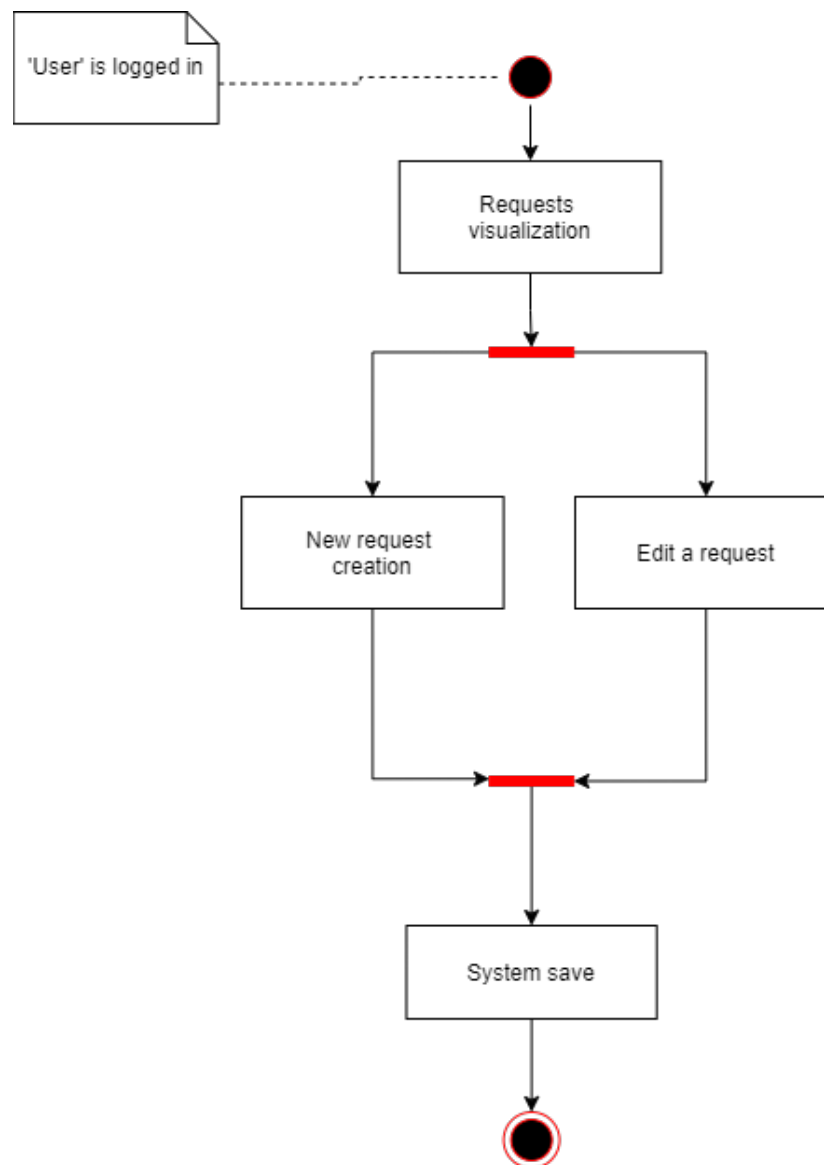 'User' is logged in
Requests
visualization
New request
creation
Edit a request
System save